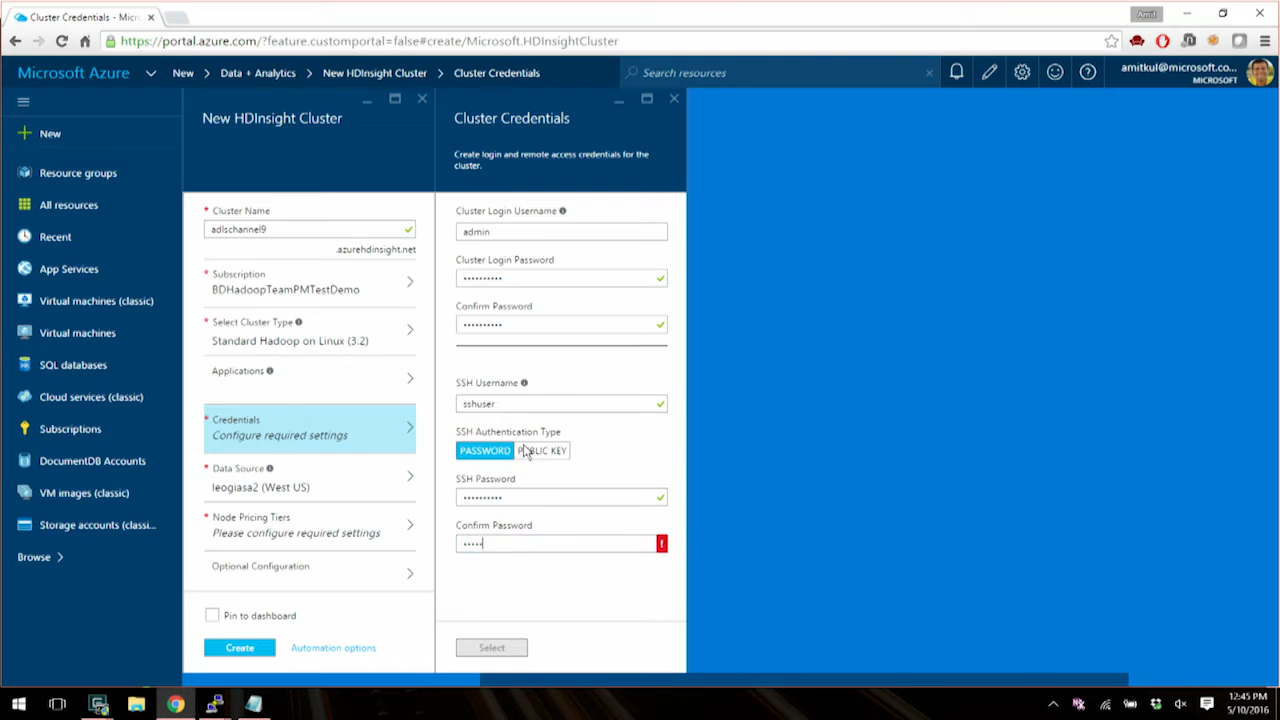 Cluster Credentials - Micr
Amit
https://portal.azure.com/?feature.customportal=false#create/Microsoft.HDInsightCluster
Microsoft Azure
New > Data + Analytics > New HDInsight Cluster > Cluster Credentials
Search resources
amitkul@microsoft.co...
MICROSOFT
New
Resource groups
All resources
Recent
App Services
Virtual machines (classic)
Virtual machines
SQL databases
Cloud services (classic)
Subscriptions
DocumentDB Accounts
VM images (classic)
Storage accounts (classi...
Browse >
New HDInsight Cluster
* Cluster Name
adlschannel9
.azurehdinsight.net
* Subscription
BDHadoopTeamPMTestDemo
* Select Cluster Type
Standard Hadoop on Linux (3.2)
Applications
* Credentials
Configure required settings
* Data Source
leogiasa2 (West US)
* Node Pricing Tiers
Please configure required settings
Optional Configuration
Pin to dashboard
Create
Automation options
Cluster Credentials
Create login and remote access credentials for the
cluster.
Cluster Login Username
admin
Cluster Login Password
••••••••••
Confirm Password
••••••••••
SSH Username
sshuser
SSH Authentication Type
PASSWORD
PUBLIC KEY
SSH Password
••••••••••
Confirm Password
•••••
!
Select
12:45 PM
5/10/2016